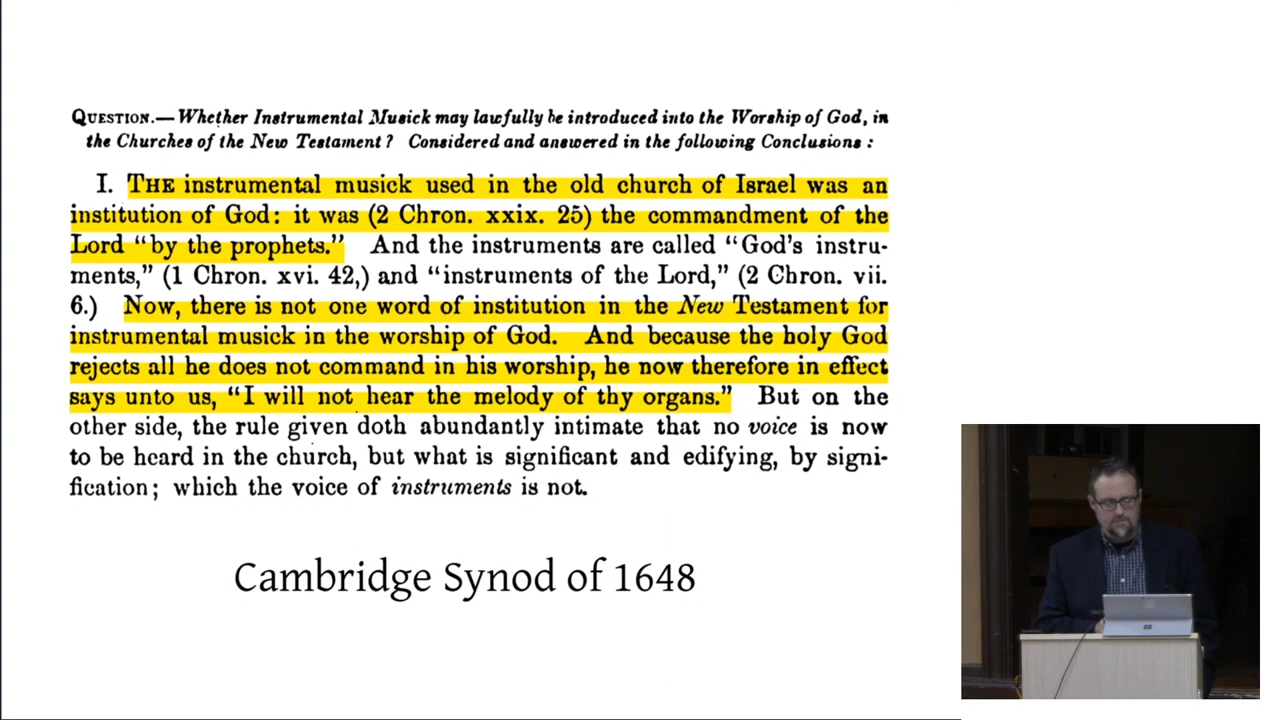 QUESTION.—Whether Instrumental Musick may lawfully be introduced into the Worship of God, in
the Churches of the New Testament? Considered and answered in the following Conclusions :
I. THE instrumental musick used in the old church of Israel was an
institution of God: it was (2 Chron. xxix. 25) the commandment of the
Lord “by the prophets.” And the instruments are called “God's instru-
ments,” (1 Chron. xvi. 42,) and “instruments of the Lord,” (2 Chron. vii.
6.) Now, there is not one word of institution in the New Testament for
instrumental musick in the worship of God. And because the holy God
rejects all he does not command in his worship, he now therefore in effect
says unto us, “I will not hear the melody of thy organs.” But on the
other side, the rule given doth abundantly intimate that no voice is now
to be heard in the church, but what is significant and edifying, by signi-
fication; which the voice of instruments is not.
Cambridge Synod of 1648